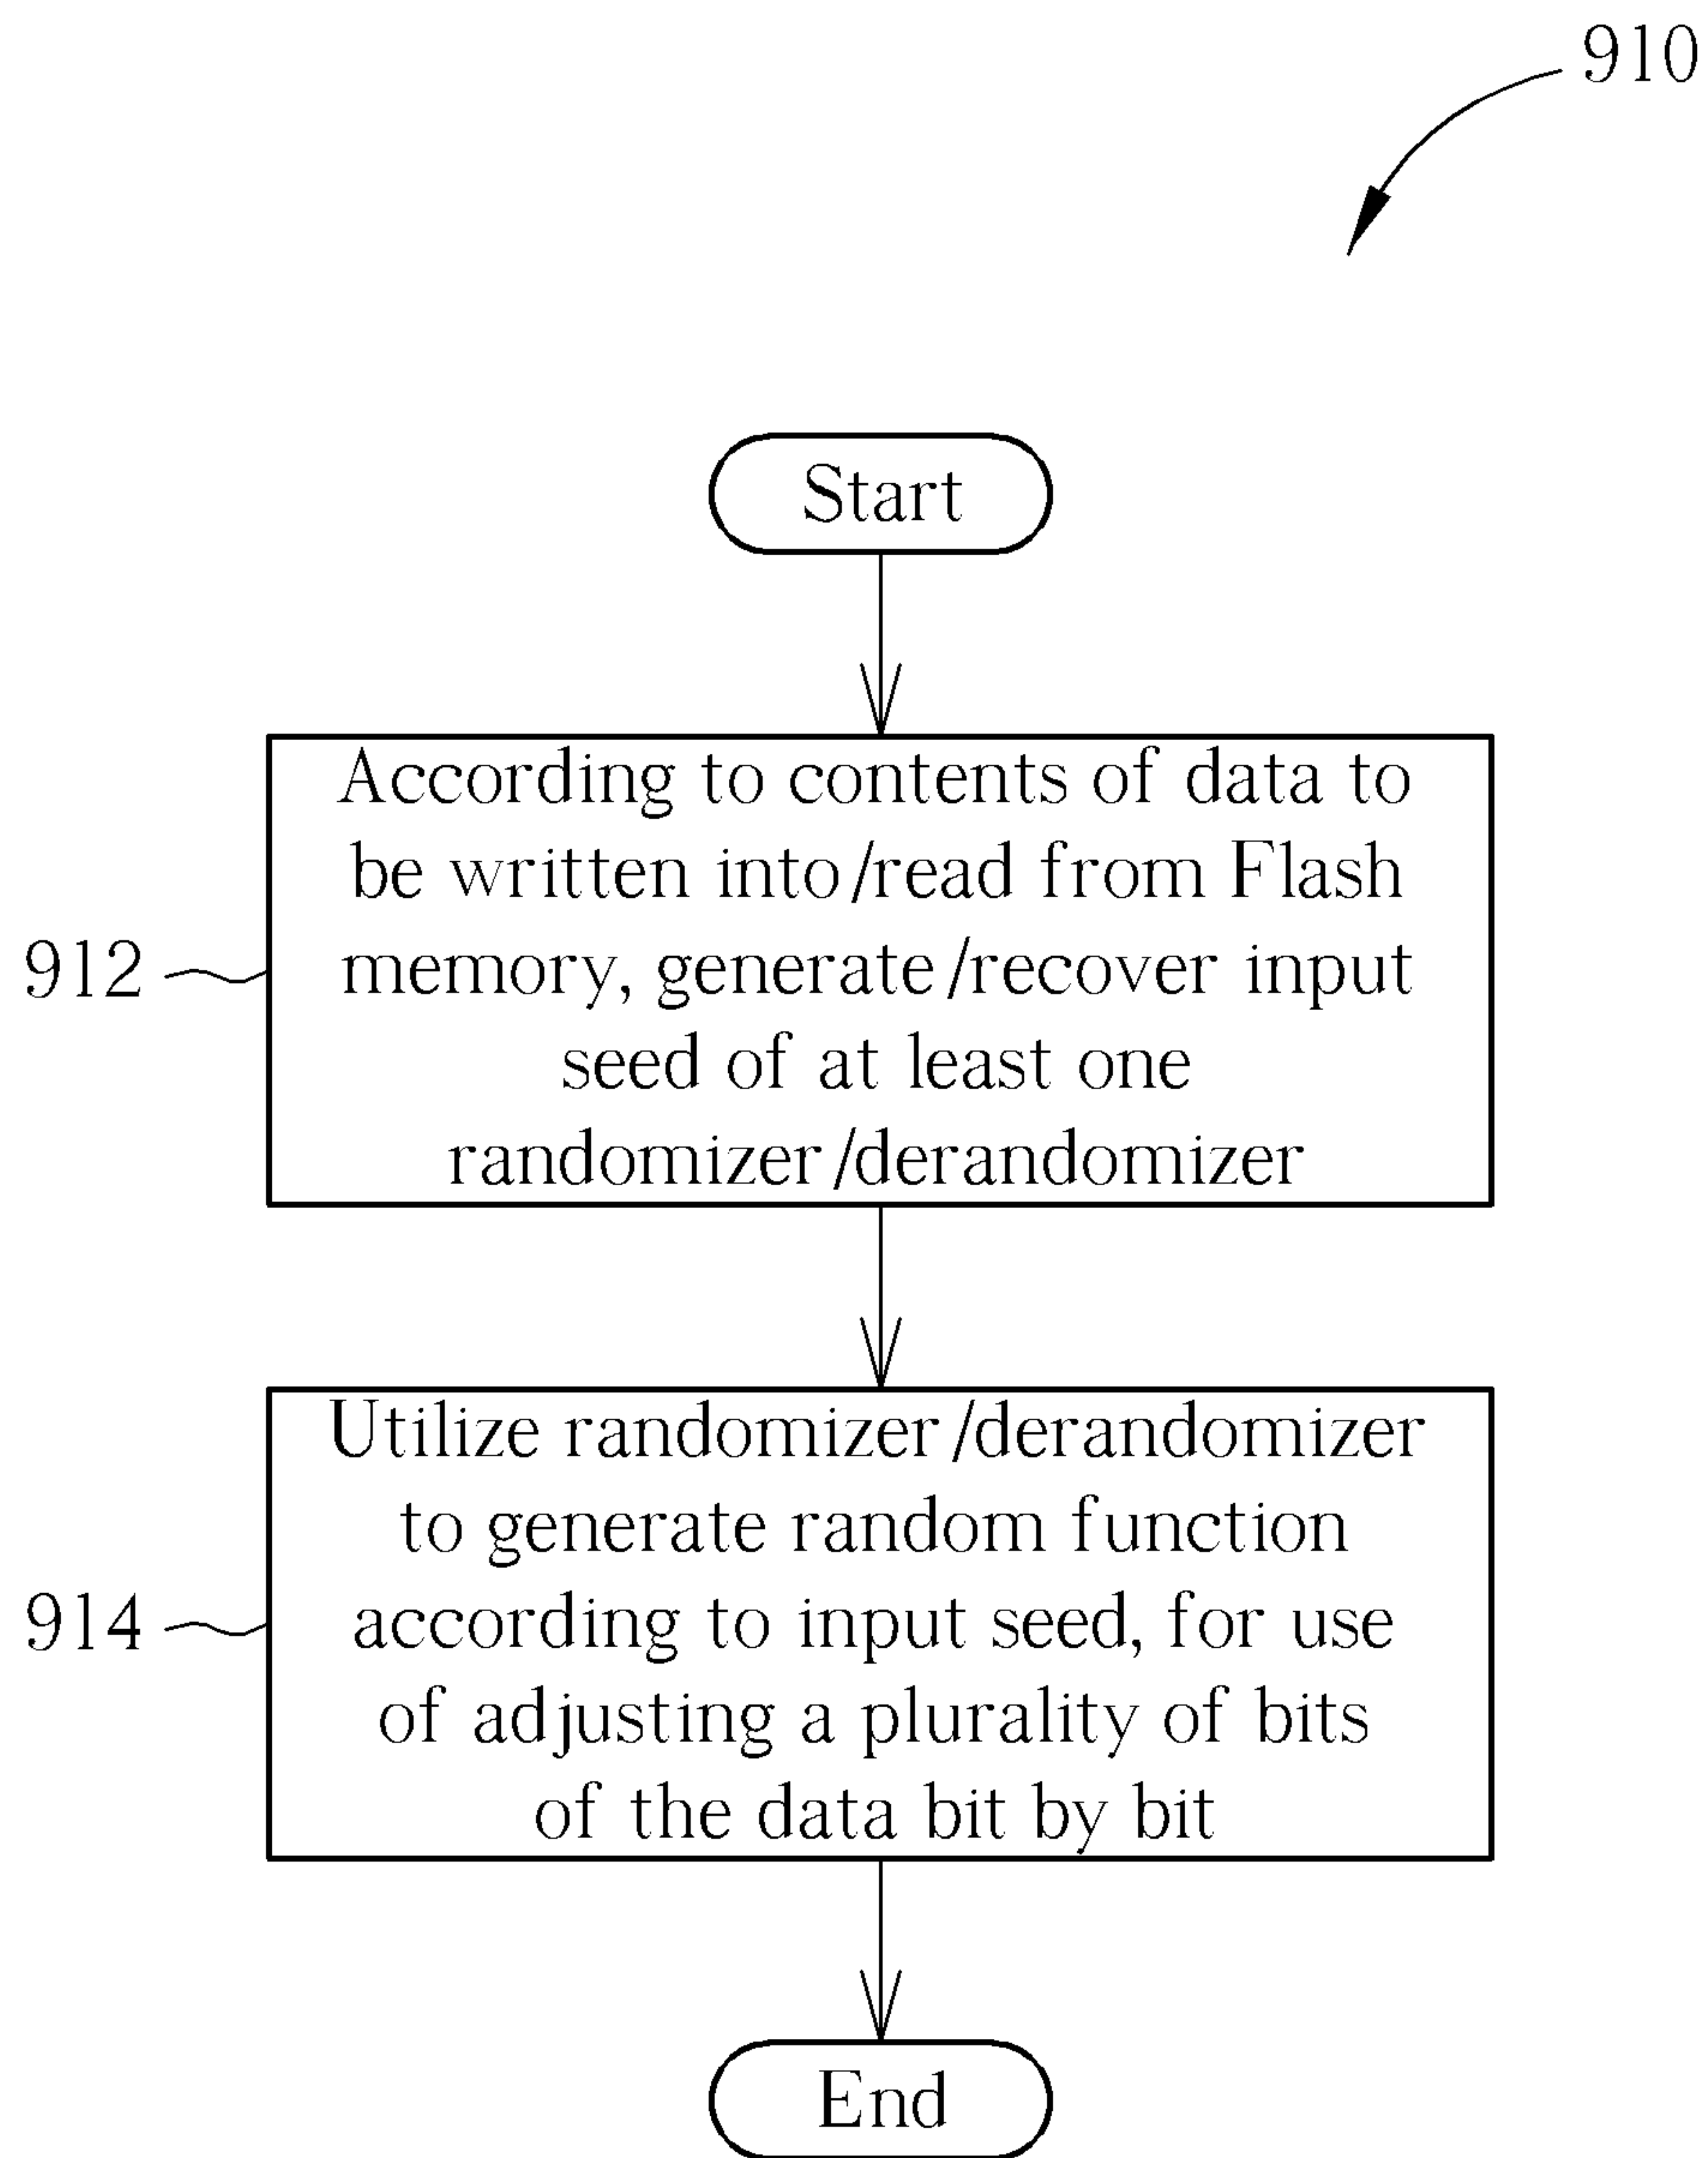 910
Start
According to contents of data to
be written into/read from Flash
memory, generate/recover input
seed of at least one
randomizer/derandomizer
912
Utilize randomizer/derandomizer
to generate random function
according to input seed, for use
of adjusting a plurality of bits
of the data bit by bit
914
End